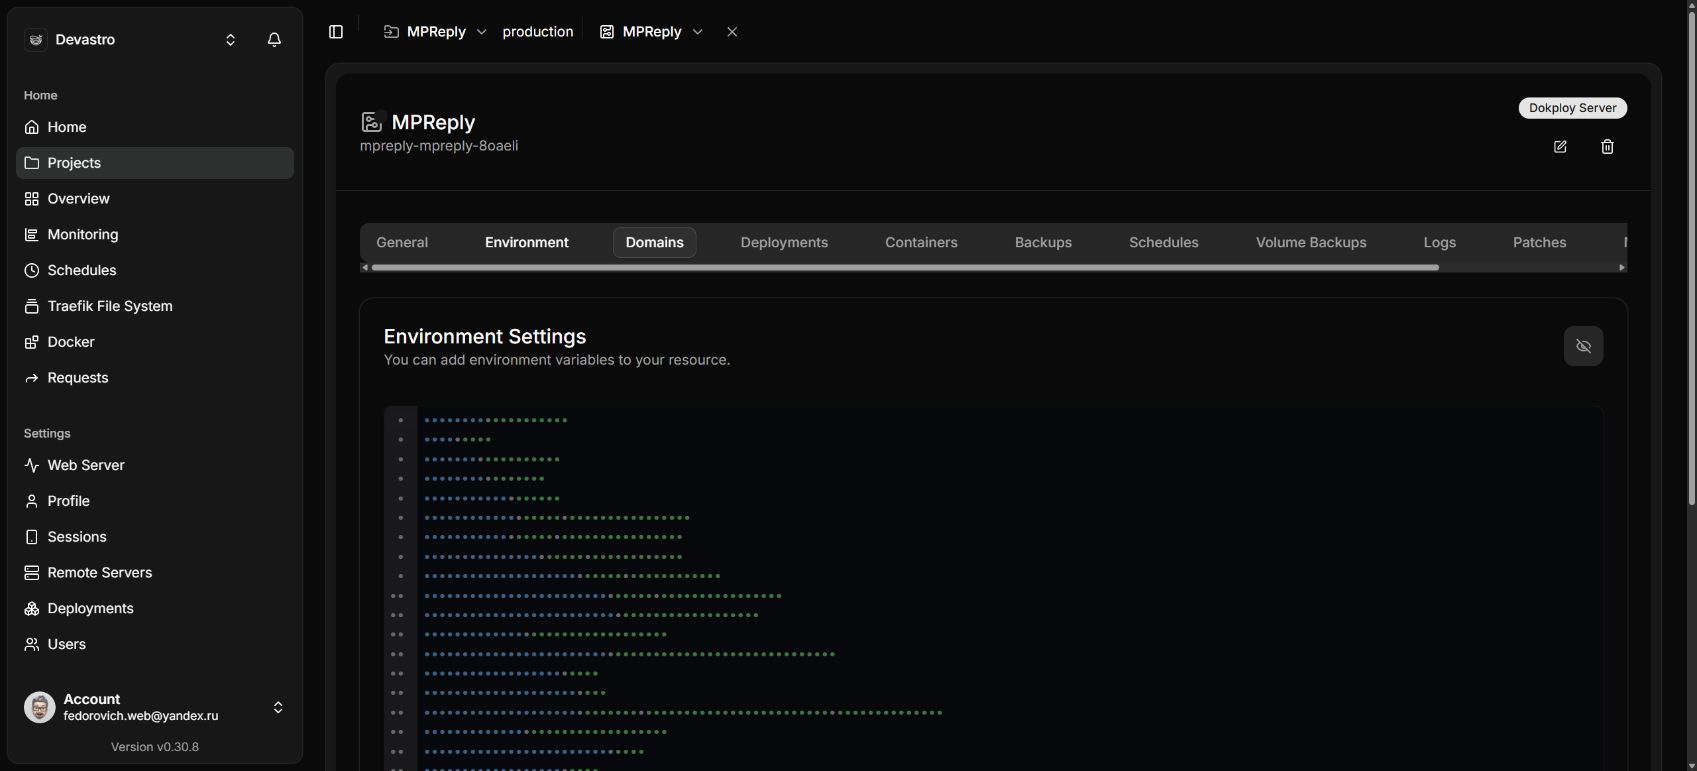 Devastro
Home
Home
Projects
Overview
Monitoring
Schedules
Traefik File System
Docker
Requests
Settings
Web Server
Profile
Sessions
Remote Servers
Deployments
Users
Account
fedorovich.web@yandex.ru
Version v0.30.8
MPReply production MPReply
MPReply
mpreply-mpreply-8oaeli
Dokploy Server
General Environment Domains Deployments Containers Backups Schedules Volume Backups Logs Patches
Environment Settings
You can add environment variables to your resource.